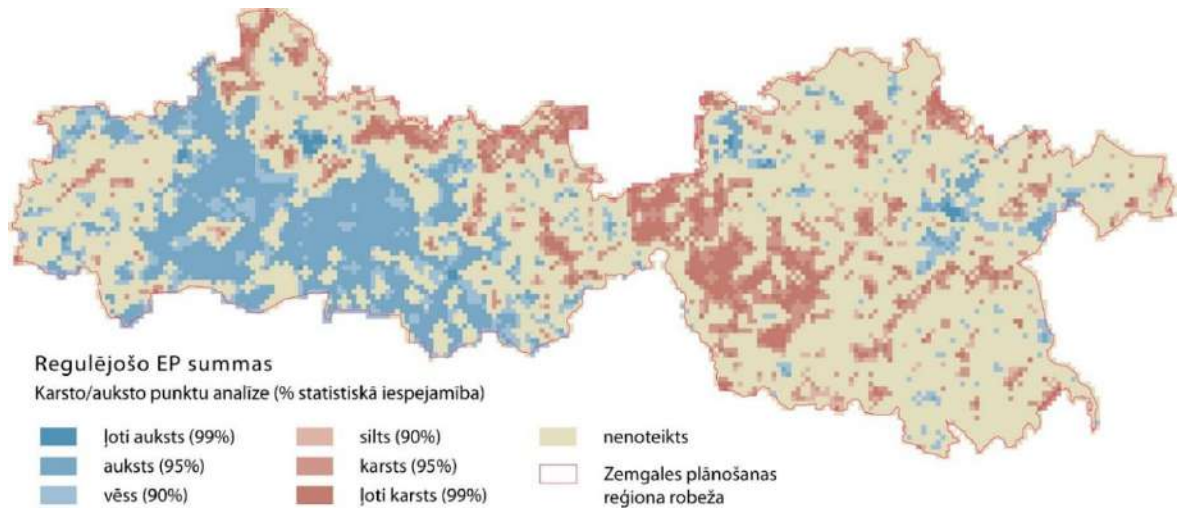 Regulējošo EP summas
Karsto/auksto punktu analīze (% statistiskā iespejamība)
ļoti auksts (99%)
auksts (95%)
vēss (90%)
silts (90%)
karsts (95%)
ļoti karsts (99%)
nenoteikts
Zemgales plānošanas
reģiona robeža